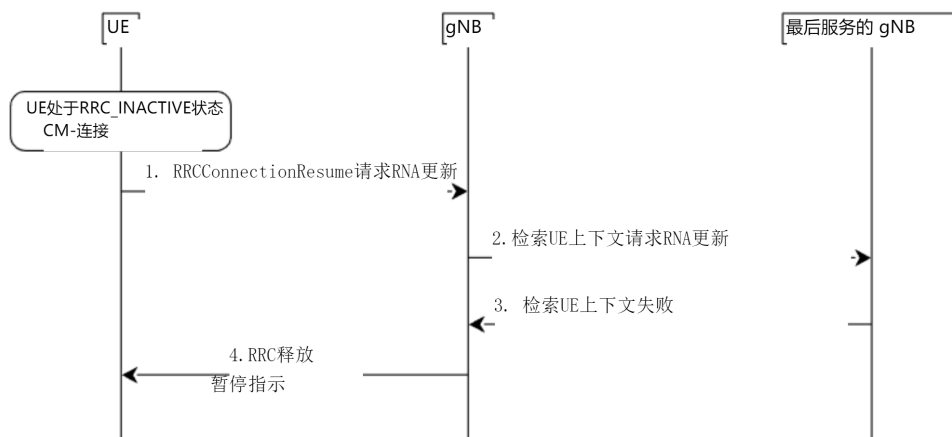 UE
gNB
最后服务的 gNB
UE处于RRC_INACTIVE状态
CM-连接
1. RRCConnectionResume请求RNA更新
2.检索UE上下文请求RNA更新
3. 检索UE上下文失败
4.RRC释放
暂停指示